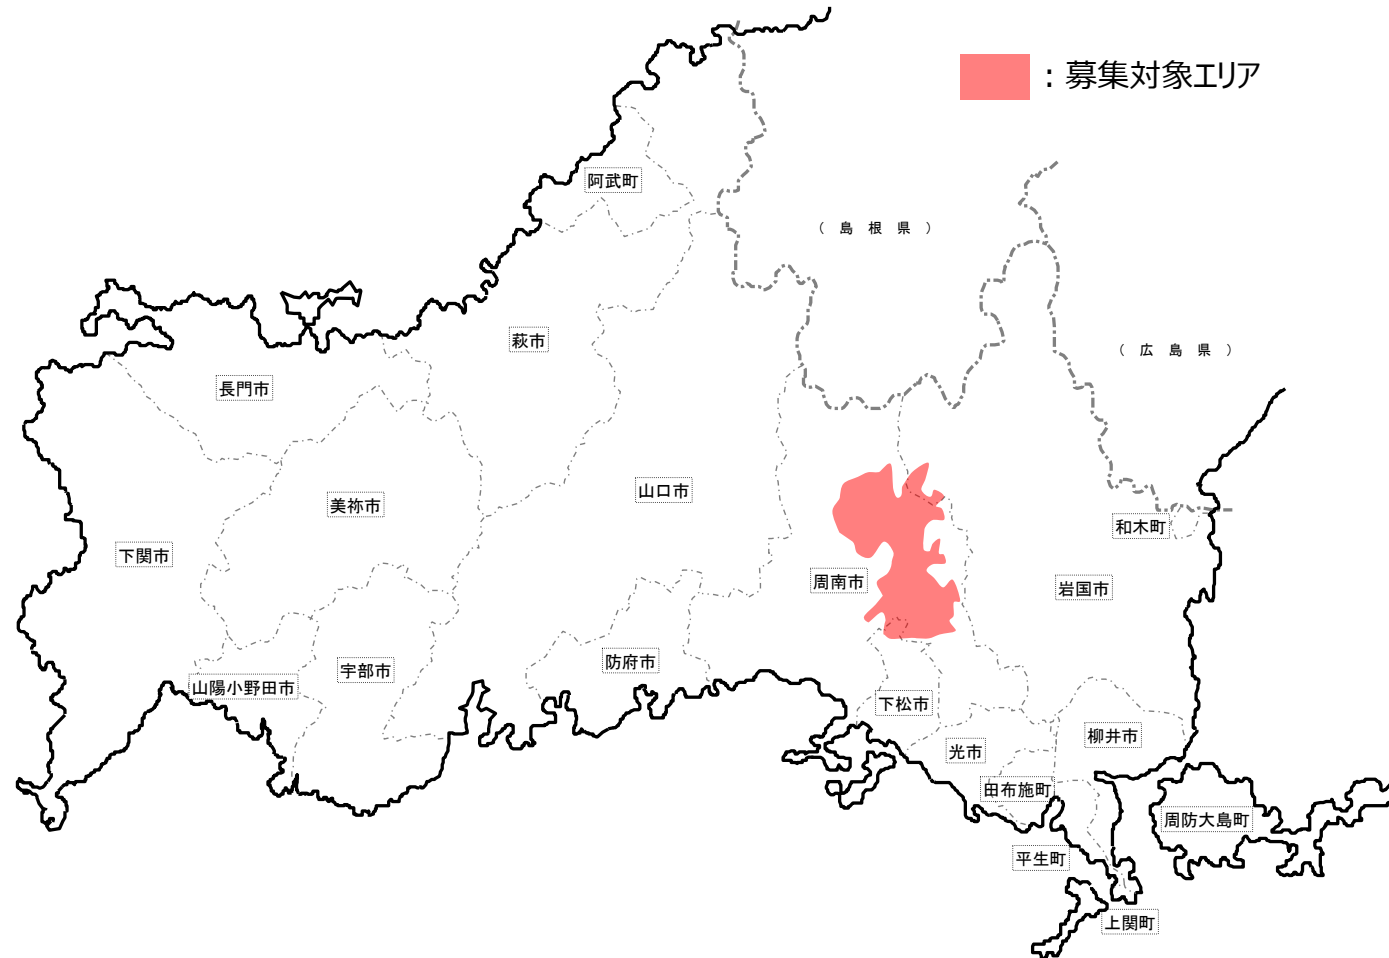 ：募集対象エリア
阿武町
（ 島 根 県 ）
萩市
（ 広 島 県 ）
長門市
山口市
美祢市
和木町
下関市
周南市
岩国市
防府市
宇部市
山陽小野田市
下松市
柳井市
光市
田布施町
周防大島町
平生町
上関町